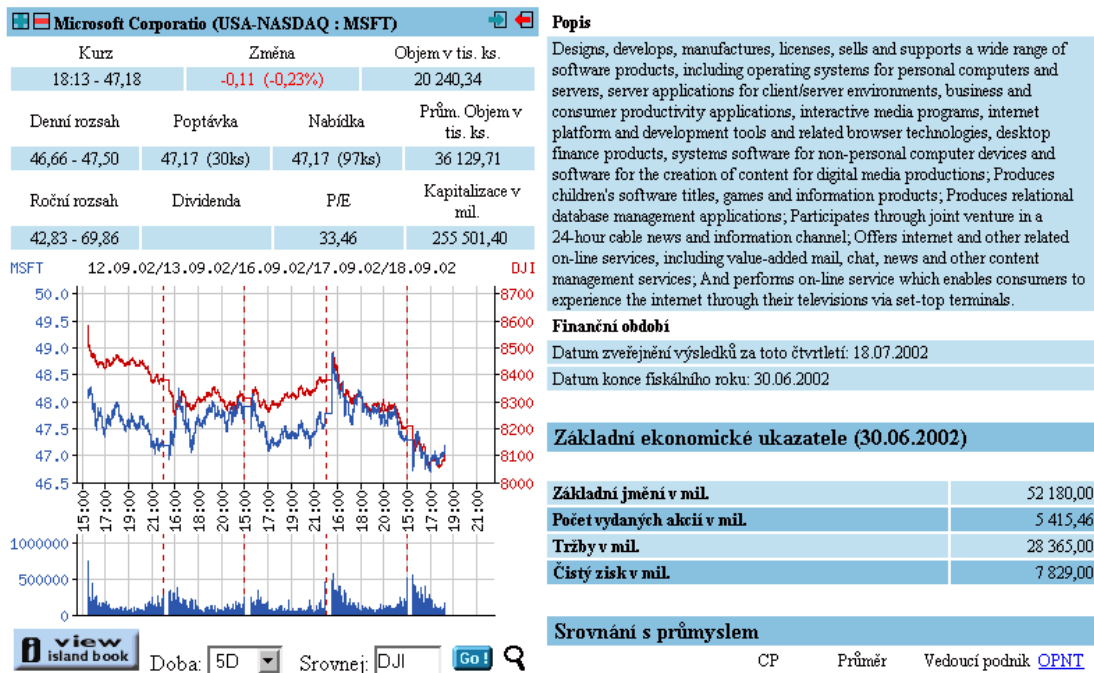 Microsoft Corporatio (USA-NASDAQ : MSFT)
Kurz Změna Objem v tis. ks.
18:13 - 47,18 -0,11 (-0,23%) 20 240,34
Denní rozsah Poptávka Nabídka Prům. Objem v tis. ks.
46,66 - 47,50 47,17 (30ks) 47,17 (97ks) 36 129,71
Roční rozsah Dividenda P/E Kapitalizace v mil.
42,83 - 69,86 33,46 255 501,40
MSFT 12.09.02/13.09.02/16.09.02/17.09.02/18.09.02 DJI
50.0 8700
49.5 8600
49.0 8500
48.5 8400
48.0 8300
47.5 8200
47.0 8100
46.5 8000
15:00 17:00 19:00 21:00 16:00 18:00 20:00 15:00 17:00 19:00 21:00 16:00 18:00 20:00 15:00 17:00 19:00 21:00
1000000
500000
0
i view island book Doba: 5D Srovnej: DJI Go!
Popis
Designs, develops, manufactures, licenses, sells and supports a wide range of
software products, including operating systems for personal computers and
servers, server applications for client/server environments, business and
consumer productivity applications, interactive media programs, internet
platform and development tools and related browser technologies, desktop
finance products, systems software for non-personal computer devices and
software for the creation of content for digital media productions; Produces
children's software titles, games and information products; Produces relational
database management applications; Participates through joint venture in a
24-hour cable news and information channel; Offers internet and other related
on-line services, including value-added mail, chat, news and other content
management services; And performs on-line service which enables consumers to
experience the internet through their televisions via set-top terminals.
Finanční období
Datum zveřejnění výsledků za toto čtvrtletí: 18.07.2002
Datum konce fiskálního roku: 30.06.2002
Základní ekonomické ukazatele (30.06.2002)
Základní jmění v mil. 52 180,00
Počet vydaných akcií v mil. 5 415,46
Tržby v mil. 28 365,00
Čistý zisk v mil. 7 829,00
Srovnání s průmyslem
CP Průměr Vedoucí podnik OPNT